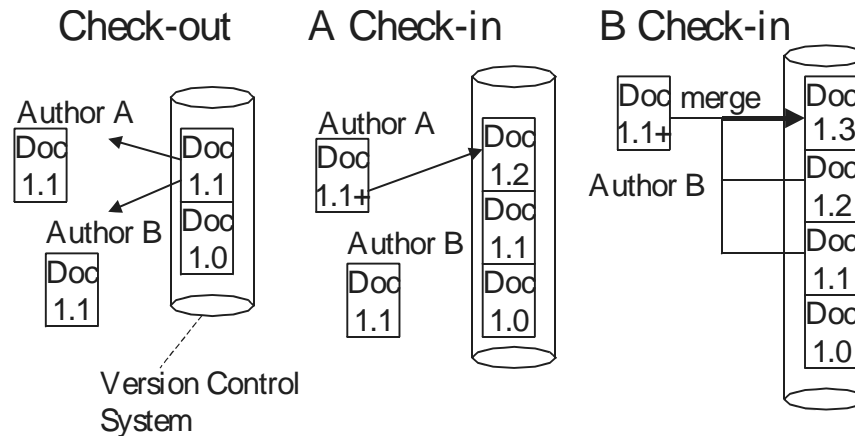 Check-out
Author A
Doc
1.1
Doc
1.1
Doc
1.0
Author B
Doc
1.1
Version Control
System
A Check-in
Author A
Doc
1.1+
Doc
1.2
Doc
1.1
Doc
1.0
Author B
Doc
1.1
B Check-in
Doc
1.1+
merge
Author B
Doc
1.3
Doc
1.2
Doc
1.1
Doc
1.0